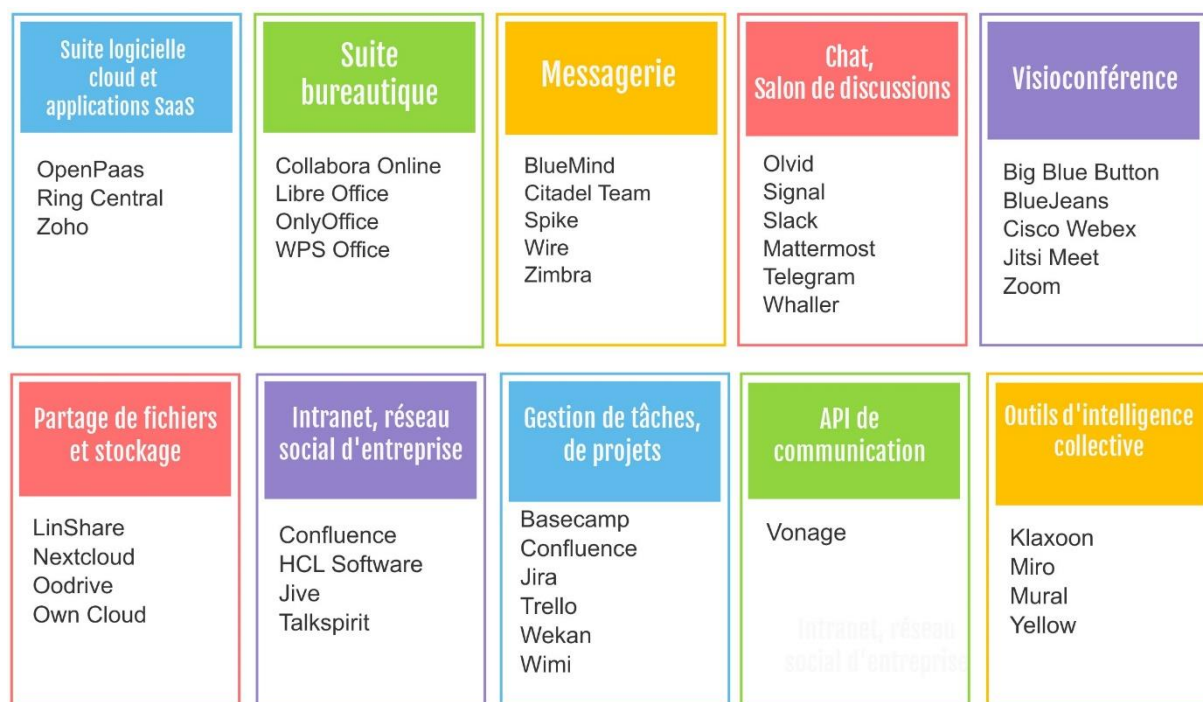 Suite logicielle
cloud et
applications SaaS
OpenPaas
Ring Central
Zoho
Suite
bureautique
Collabora Online
Libre Office
OnlyOffice
WPS Office
Messagerie
BlueMind
Citadel Team
Spike
Wire
Zimbra
Chat,
Salon de discussions
Olvid
Signal
Slack
Mattermost
Telegram
Whaller
Visioconférence
Big Blue Button
BlueJeans
Cisco Webex
Jitsi Meet
Zoom
Partage de fichiers
et stockage
LinShare
Nextcloud
Oodrive
Own Cloud
Intranet, réseau
social d'entreprise
Confluence
HCL Software
Jive
Talkspirit
Gestion de tâches,
de projets
Basecamp
Confluence
Jira
Trello
Wekan
Wimi
API de
communication
Vonage
Intranet, réseau
social d'entreprise
Outils d'intelligence
collective
Klaxoon
Miro
Mural
Yellow